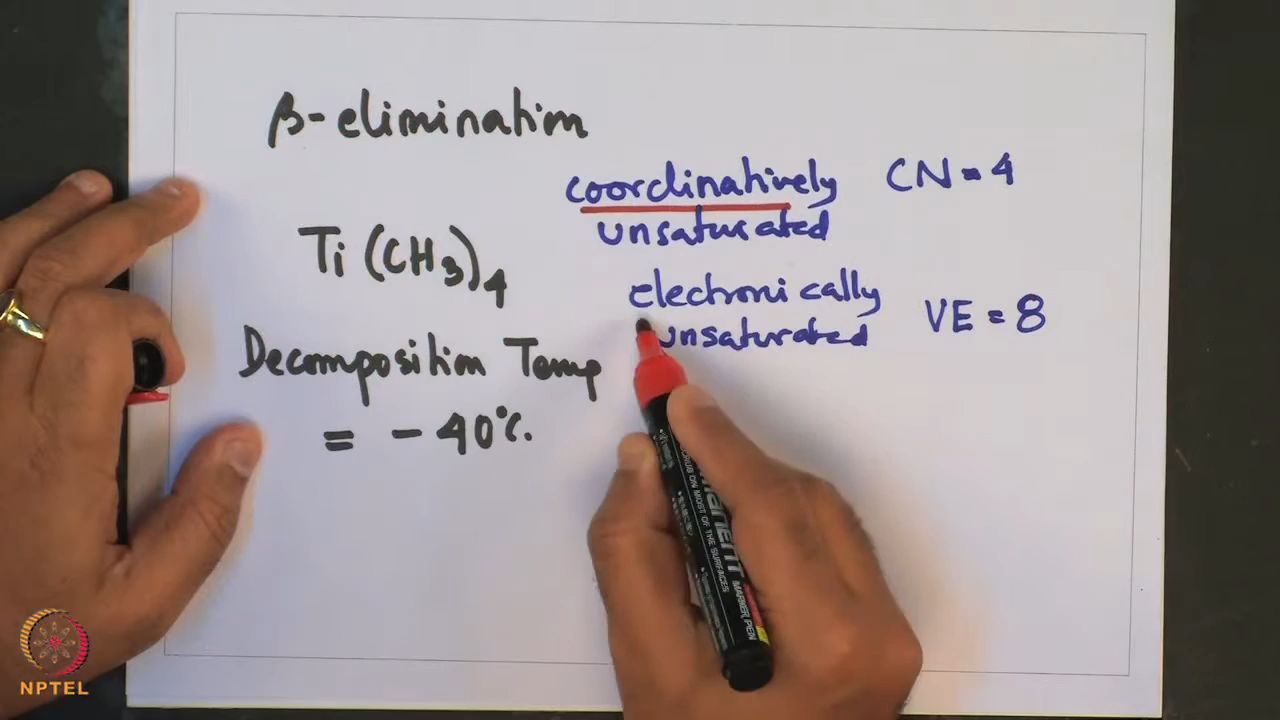 β-elimination
coordinatively CN = 4
unsaturated
Ti(CH₃)₄
electronically
unsaturated VE = 8
Decomposition Temp
= -40°C.
NPTEL